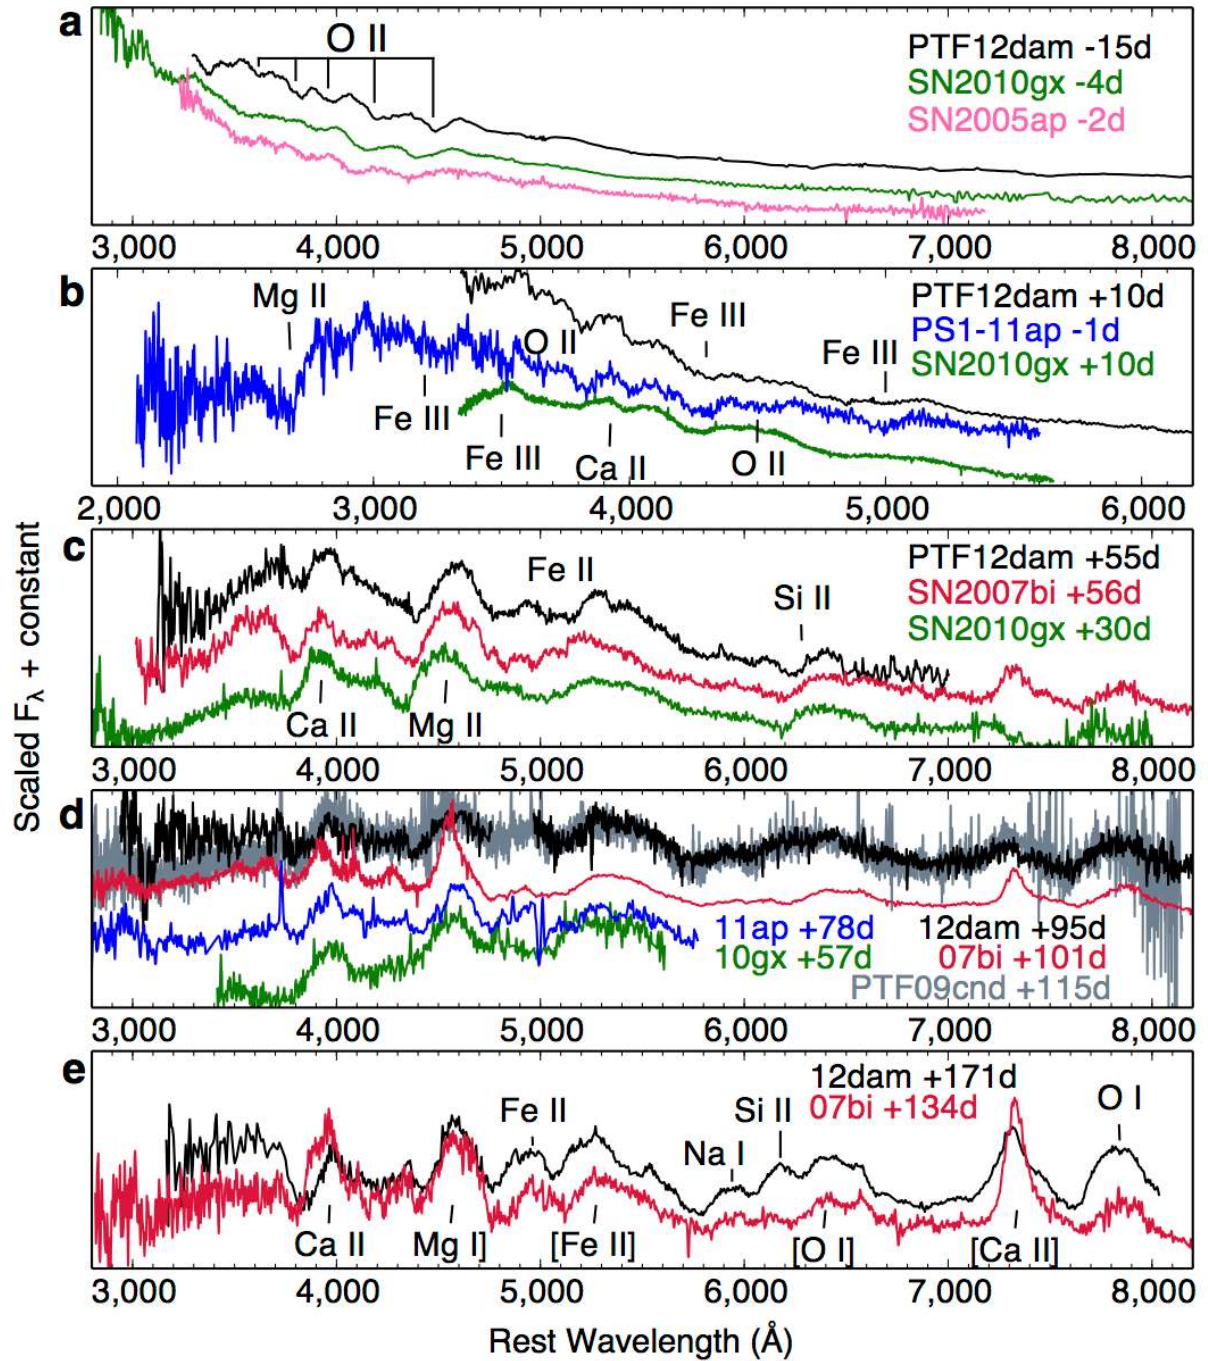 a
O II
PTF12dam -15d
SN2010gx -4d
SN2005ap -2d
3,000 4,000 5,000 6,000 7,000 8,000
b
Mg II
O II
Fe III
Fe III
PTF12dam +10d
PS1-11ap -1d
SN2010gx +10d
Fe III
Fe III
Ca II
O II
2,000 3,000 4,000 5,000 6,000
c
Fe II
Si II
PTF12dam +55d
SN2007bi +56d
SN2010gx +30d
Ca II
Mg II
3,000 4,000 5,000 6,000 7,000 8,000
Scaled Fλ + constant
d
11ap +78d 12dam +95d
10gx +57d 07bi +101d
PTF09cnd +115d
3,000 4,000 5,000 6,000 7,000 8,000
e
12dam +171d
07bi +134d
Fe II
Na I
Si II
O I
Ca II
Mg I]
[Fe II]
[O I]
[Ca II]
3,000 4,000 5,000 6,000 7,000 8,000
Rest Wavelength (Å)